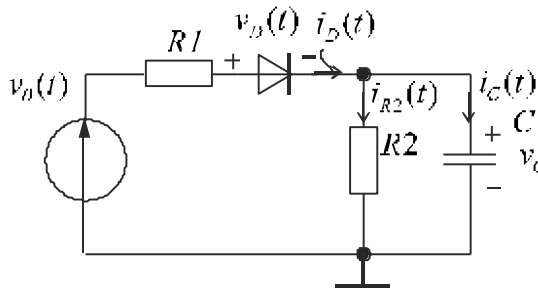 v_D(t) i_D(t)
R1 + −
v_0(t) i_R2(t) i_C(t)
R2 + C
v_C
−